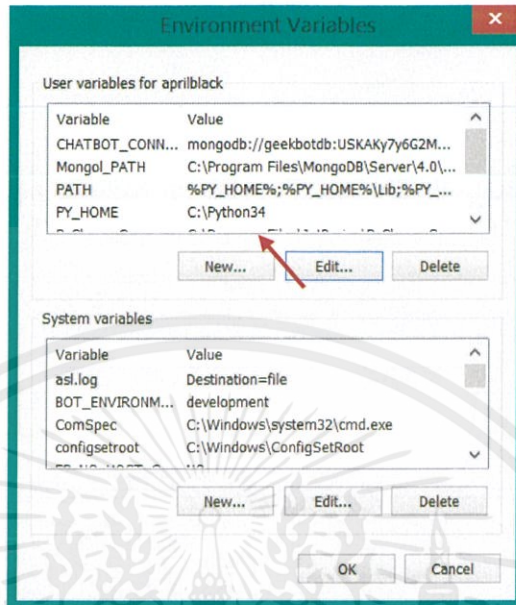 Environment Variables
User variables for aprilblack
Variable Value
CHATBOT_CONN... mongodb://geekbotdb:USKAKy7y6G2M...
Mongol_PATH C:\Program Files\MongoDB\Server\4.0\...
PATH %PY_HOME%;%PY_HOME%\Lib;%PY_...
PY_HOME C:\Python34
New... Edit... Delete
System variables
Variable Value
asl.log Destination=file
BOT_ENVIRONM... development
ComSpec C:\Windows\system32\cmd.exe
configsetroot C:\Windows\ConfigSetRoot
New... Edit... Delete
OK Cancel